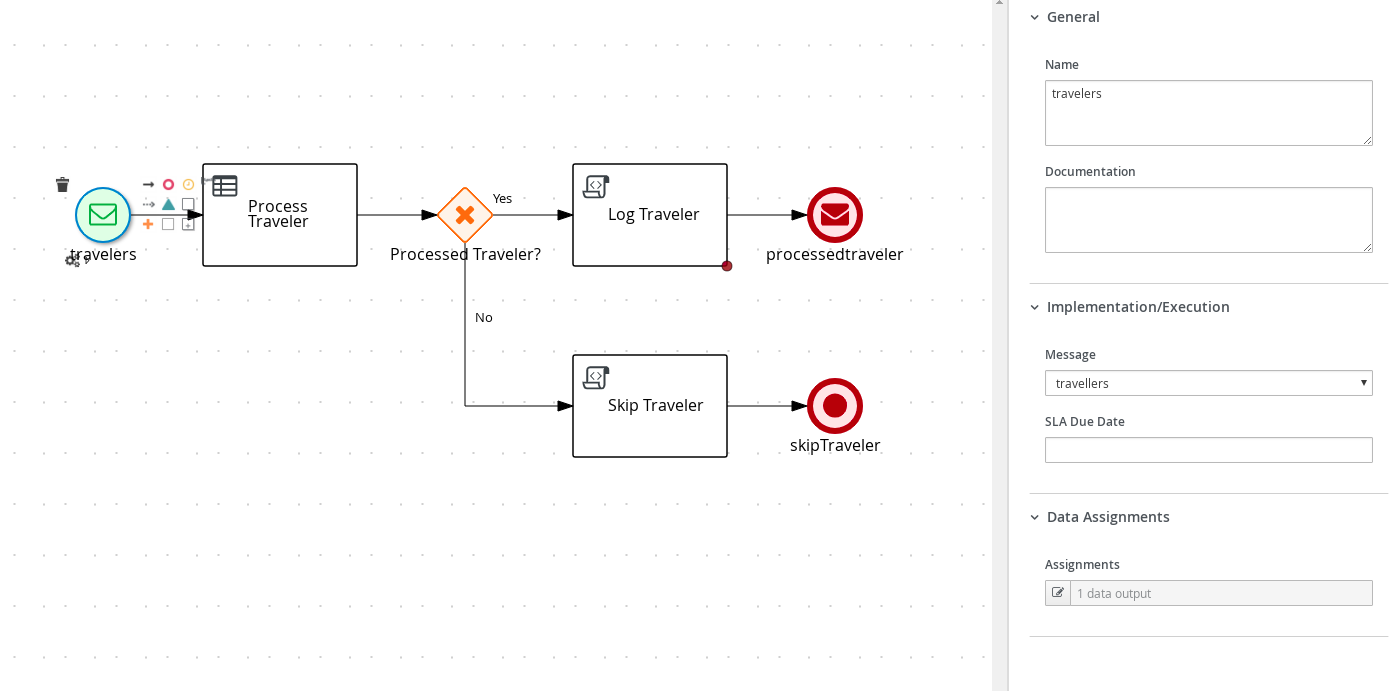 travelers
Process
Traveler
Processed Traveler?
Yes
No
Log Traveler
processedtraveler
Skip Traveler
skipTraveler
General
Name
travelers
Documentation
Implementation/Execution
Message
travellers
SLA Due Date
Data Assignments
Assignments
1 data output